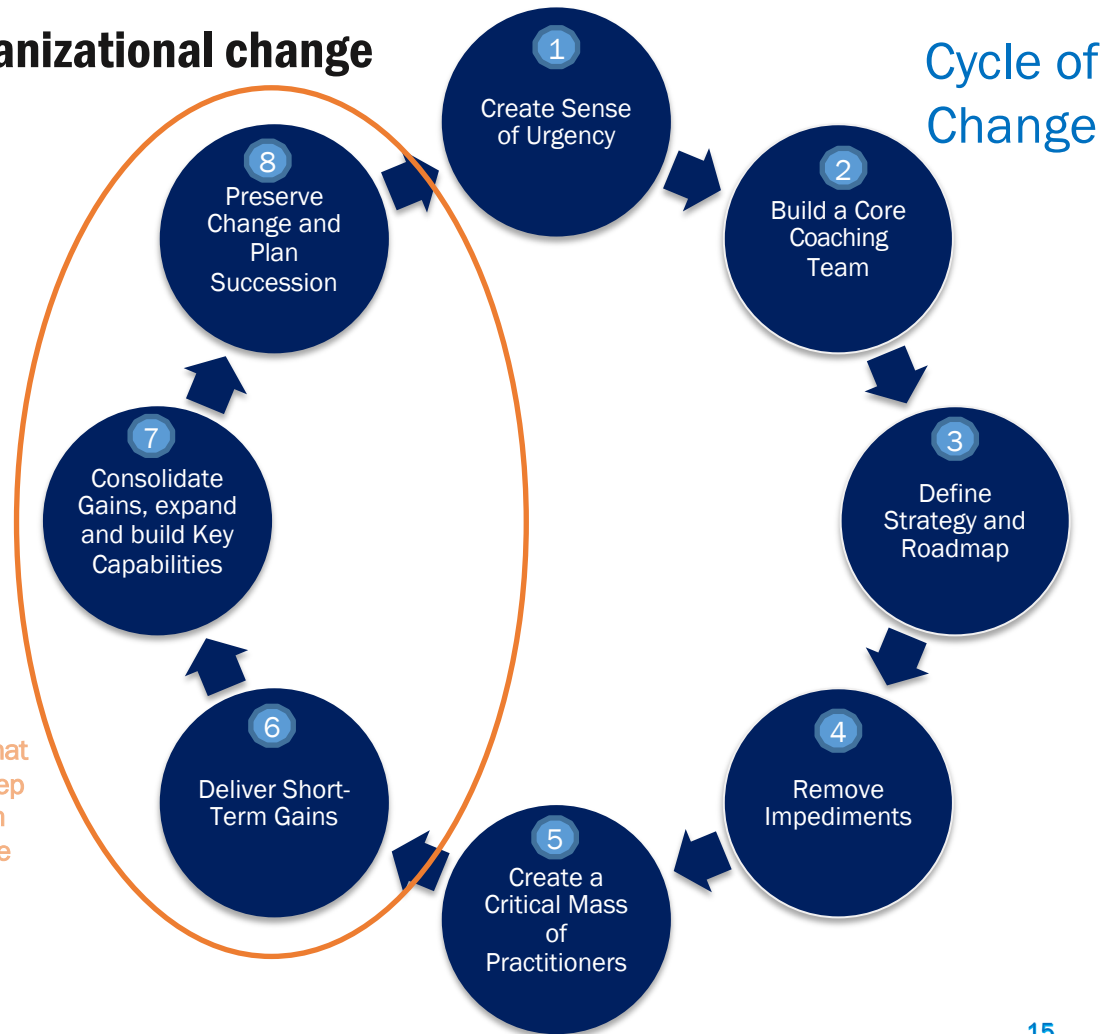 anizational change
Cycle of
Change
1
Create Sense
of Urgency
2
Build a Core
Coaching
Team
3
Define
Strategy and
Roadmap
4
Remove
Impediments
5
Create a
Critical Mass
of
Practitioners
6
Deliver Short-
Term Gains
7
Consolidate
Gains, expand
and build Key
Capabilities
8
Preserve
Change and
Plan
Succession
15